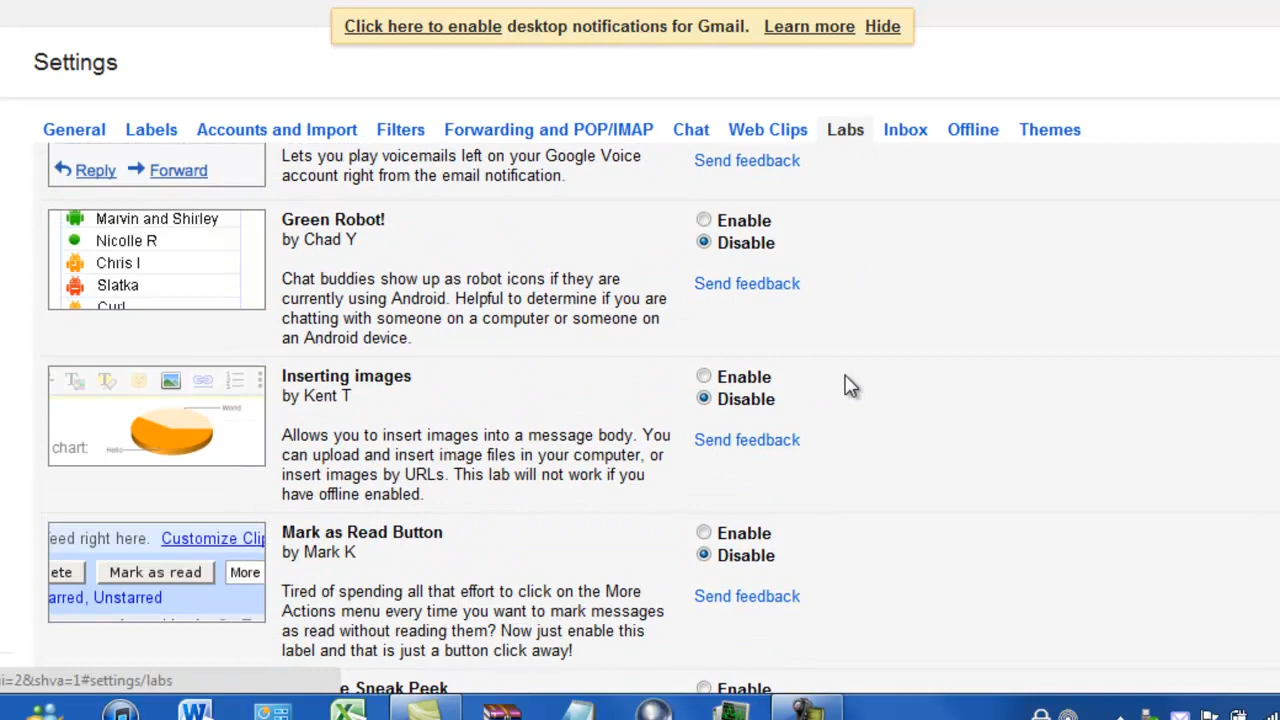 Click here to enable desktop notifications for Gmail. Learn more Hide
Settings
General Labels Accounts and Import Filters Forwarding and POP/IMAP Chat Web Clips Labs Inbox Offline Themes
Reply Forward
Lets you play voicemails left on your Google Voice
account right from the email notification.
Send feedback
Marvin and Shirley
Nicolle R
Chris I
Slatka
Curl
Green Robot!
by Chad Y
Chat buddies show up as robot icons if they are
currently using Android. Helpful to determine if you are
chatting with someone on a computer or someone on
an Android device.
Enable
Disable
Send feedback
World
chart:
Hello
Inserting images
by Kent T
Allows you to insert images into a message body. You
can upload and insert image files in your computer, or
insert images by URLs. This lab will not work if you
have offline enabled.
Enable
Disable
Send feedback
eed right here. Customize Clip
ete Mark as read More
arred, Unstarred
Mark as Read Button
by Mark K
Tired of spending all that effort to click on the More
Actions menu every time you want to mark messages
as read without reading them? Now just enable this
label and that is just a button click away!
Enable
Disable
Send feedback
e Sneak Peek
Enable
i=2&shva=1#settings/labs